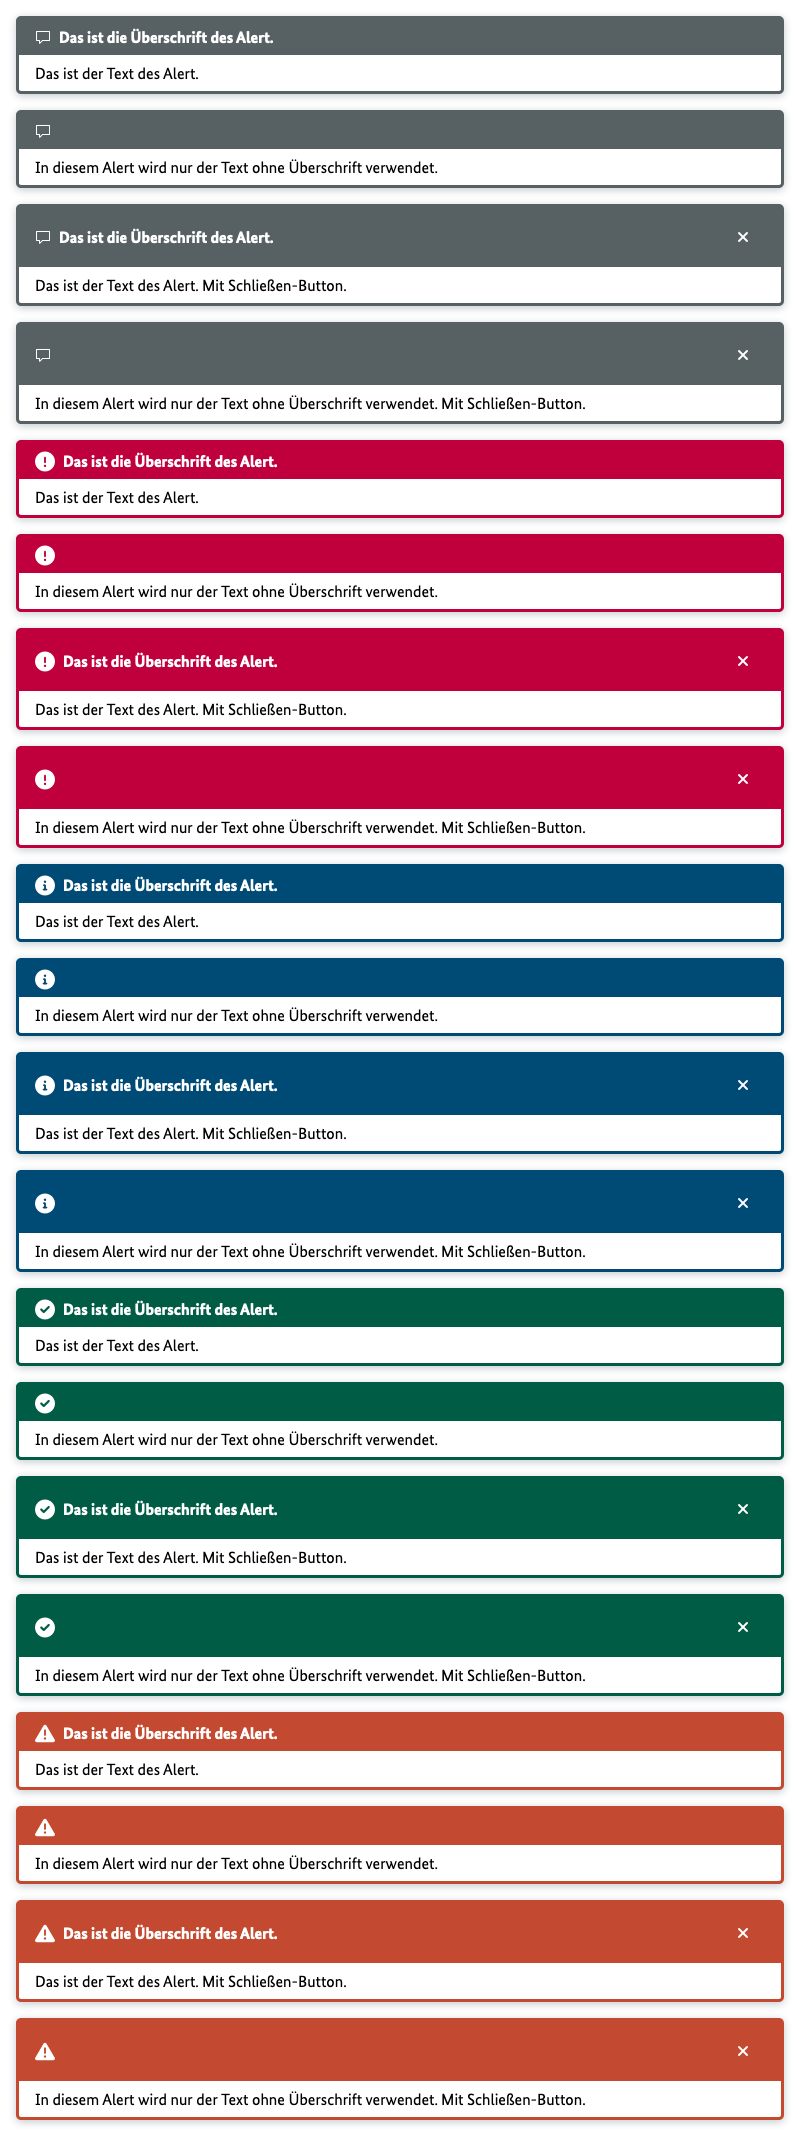 Das ist die Überschrift des Alert.
Das ist der Text des Alert.
In diesem Alert wird nur der Text ohne Überschrift verwendet.
Das ist die Überschrift des Alert.
Das ist der Text des Alert. Mit Schließen-Button.
In diesem Alert wird nur der Text ohne Überschrift verwendet. Mit Schließen-Button.
Das ist die Überschrift des Alert.
Das ist der Text des Alert.
In diesem Alert wird nur der Text ohne Überschrift verwendet.
Das ist die Überschrift des Alert.
Das ist der Text des Alert. Mit Schließen-Button.
In diesem Alert wird nur der Text ohne Überschrift verwendet. Mit Schließen-Button.
Das ist die Überschrift des Alert.
Das ist der Text des Alert.
In diesem Alert wird nur der Text ohne Überschrift verwendet.
Das ist die Überschrift des Alert.
Das ist der Text des Alert. Mit Schließen-Button.
In diesem Alert wird nur der Text ohne Überschrift verwendet. Mit Schließen-Button.
Das ist die Überschrift des Alert.
Das ist der Text des Alert.
In diesem Alert wird nur der Text ohne Überschrift verwendet.
Das ist die Überschrift des Alert.
Das ist der Text des Alert. Mit Schließen-Button.
In diesem Alert wird nur der Text ohne Überschrift verwendet. Mit Schließen-Button.
Das ist die Überschrift des Alert.
Das ist der Text des Alert.
In diesem Alert wird nur der Text ohne Überschrift verwendet.
Das ist die Überschrift des Alert.
Das ist der Text des Alert. Mit Schließen-Button.
In diesem Alert wird nur der Text ohne Überschrift verwendet. Mit Schließen-Button.